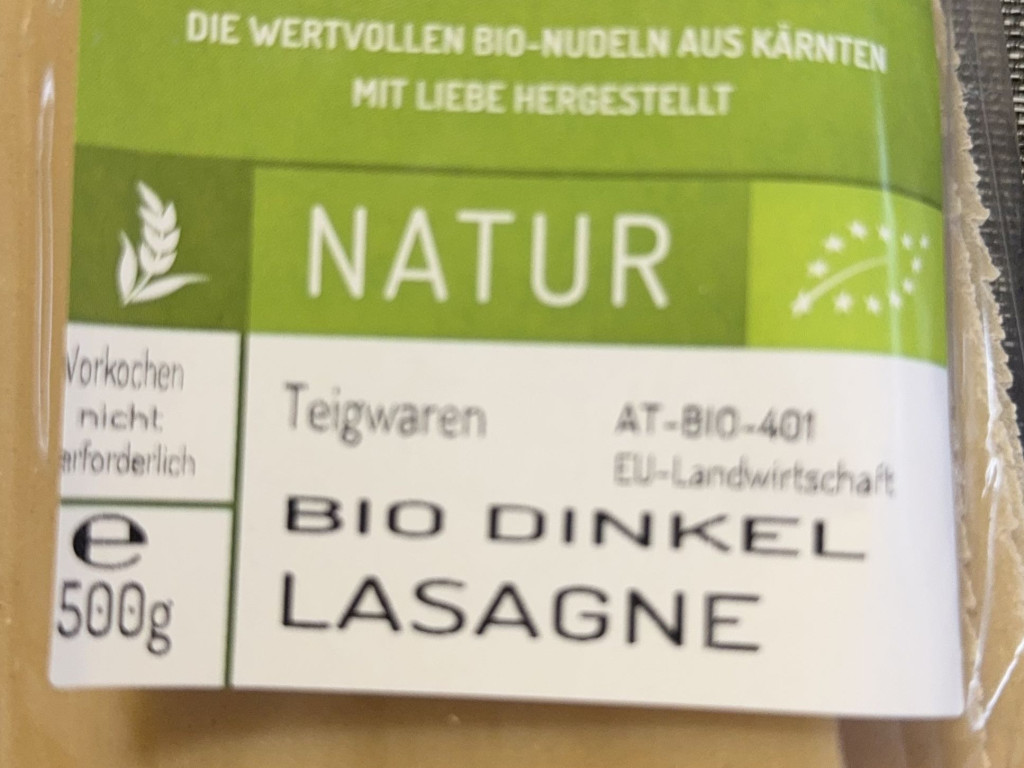 DIE WERTVOLLEN BIO-NUDELN AUS KÄRNTEN
MIT LIEBE HERGESTELLT
NATUR
Vorkochen
nicht
erforderlich
e
500g
Teigwaren
AT-BIO-401
EU-Landwirtschaft
BIO DINKEL
LASAGNE